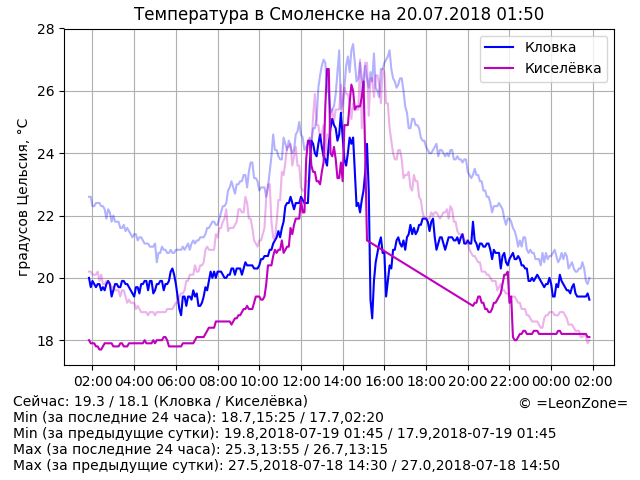 Температура в Смоленске на 20.07.2018 01:50
28
26
24
22
20
18
градусов Цельсия, °C
Кловка
Киселёвка
02:00 04:00 06:00 08:00 10:00 12:00 14:00 16:00 18:00 20:00 22:00 00:00 02:00
Сейчас: 19.3 / 18.1 (Кловка / Киселёвка)
© =LeonZone=
Min (за последние 24 часа): 18.7,15:25 / 17.7,02:20
Min (за предыдущие сутки): 19.8,2018-07-19 01:45 / 17.9,2018-07-19 01:45
Max (за последние 24 часа): 25.3,13:55 / 26.7,13:15
Max (за предыдущие сутки): 27.5,2018-07-18 14:30 / 27.0,2018-07-18 14:50